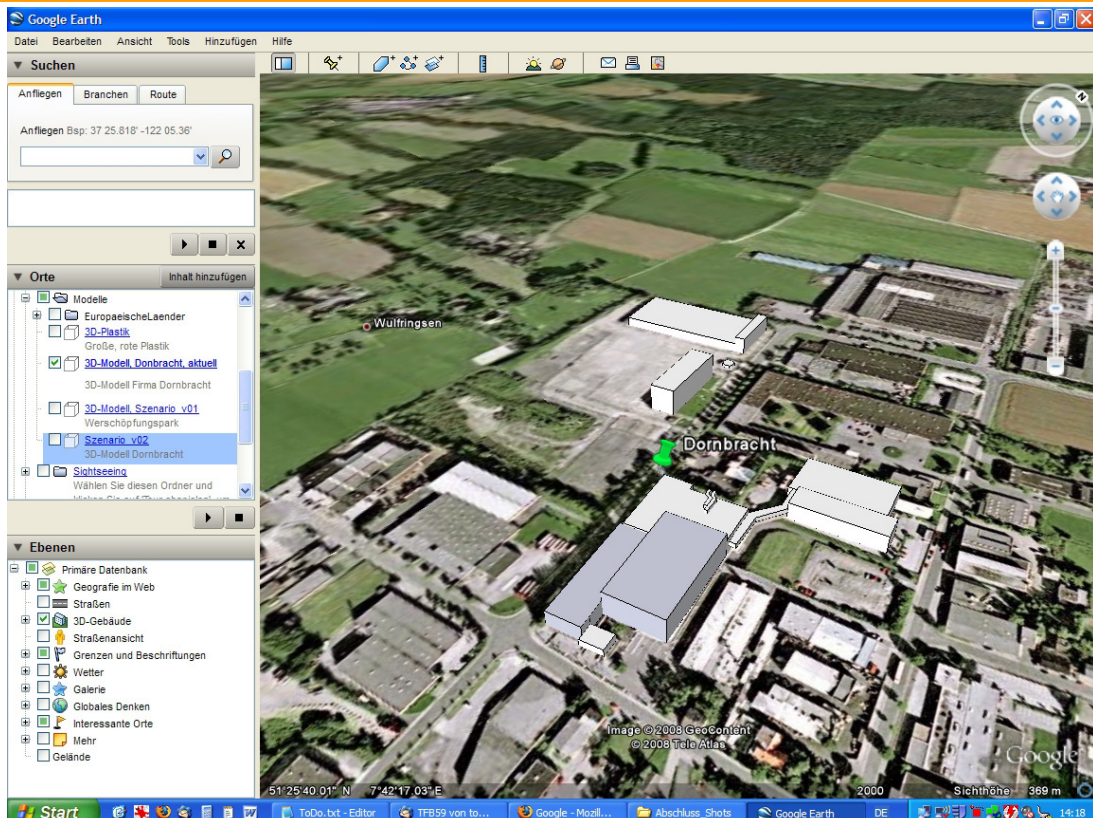 Google Earth
Datei Bearbeiten Ansicht Tools Hinzufügen Hilfe
Suchen
Anfliegen Branchen Route
Anfliegen Bsp: 37 25.818' -122 05.36'
Orte
Inhalt hinzufügen
Modelle
EuropaeischeLaender
3D-Plastik
Große, rote Plastik
3D-Modell, Donbracht, aktuell
3D-Modell Firma Dornbracht
3D-Modell, Szenario_v01
Werschöpfungspark
Szenario_v02
3D-Modell Dornbracht
Sightseeing
Wählen Sie diesen Ordner und
Ebenen
Primäre Datenbank
Geografie im Web
Straßen
3D-Gebäude
Straßenansicht
Grenzen und Beschriftungen
Wetter
Galerie
Globales Denken
Interessante Orte
Mehr
Gelände
N
Wulfringsen
Dornbracht
Image © 2008 GeoContent
© 2008 Tele Atlas
Google
51°25'40.01" N 7°42'17.03" E
2000
Sichthöhe 369 m
Start
ToDo.txt - Editor
TFB59 von to...
Google - Mozill...
Abschluss_Shots
Google Earth
DE
14:18